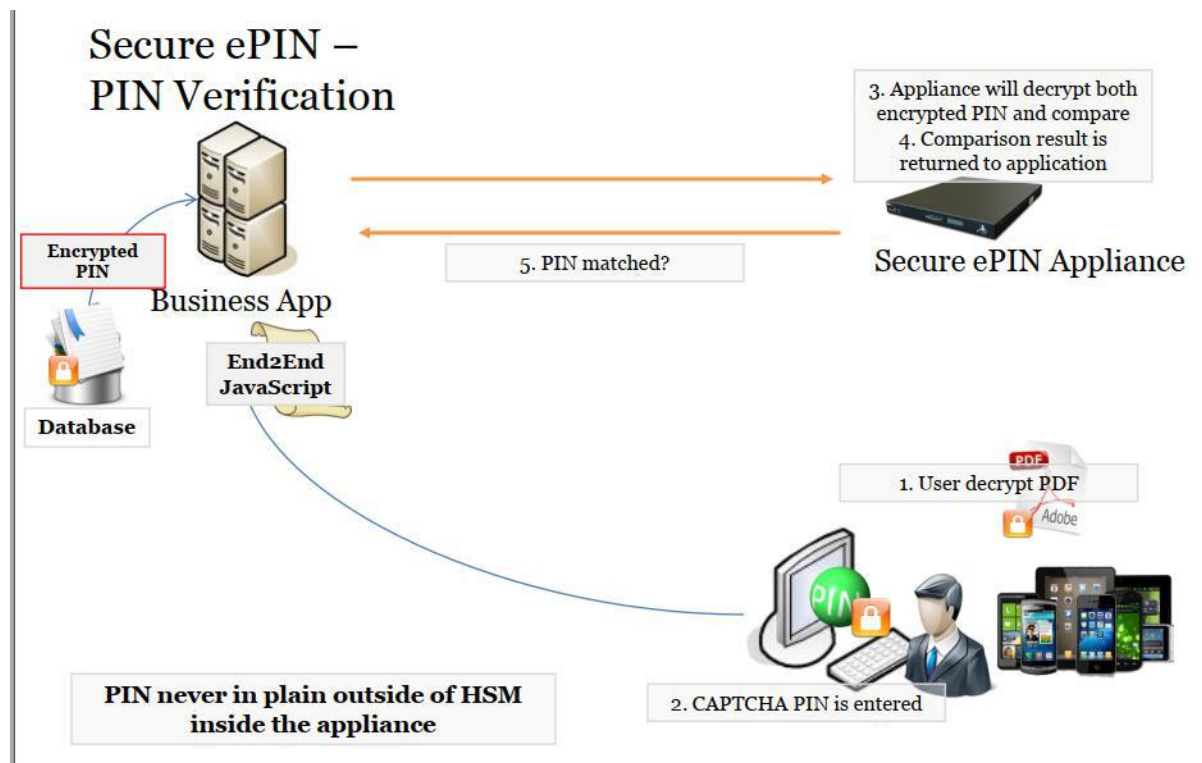 Secure ePIN –
PIN Verification
3. Appliance will decrypt both
encrypted PIN and compare
4. Comparison result is
returned to application
Encrypted
PIN
5. PIN matched?
Secure ePIN Appliance
Business App
End2End
JavaScript
Database
PDF
1. User decrypt PDF
Adobe
PIN
2. CAPTCHA PIN is entered
PIN never in plain outside of HSM
inside the appliance